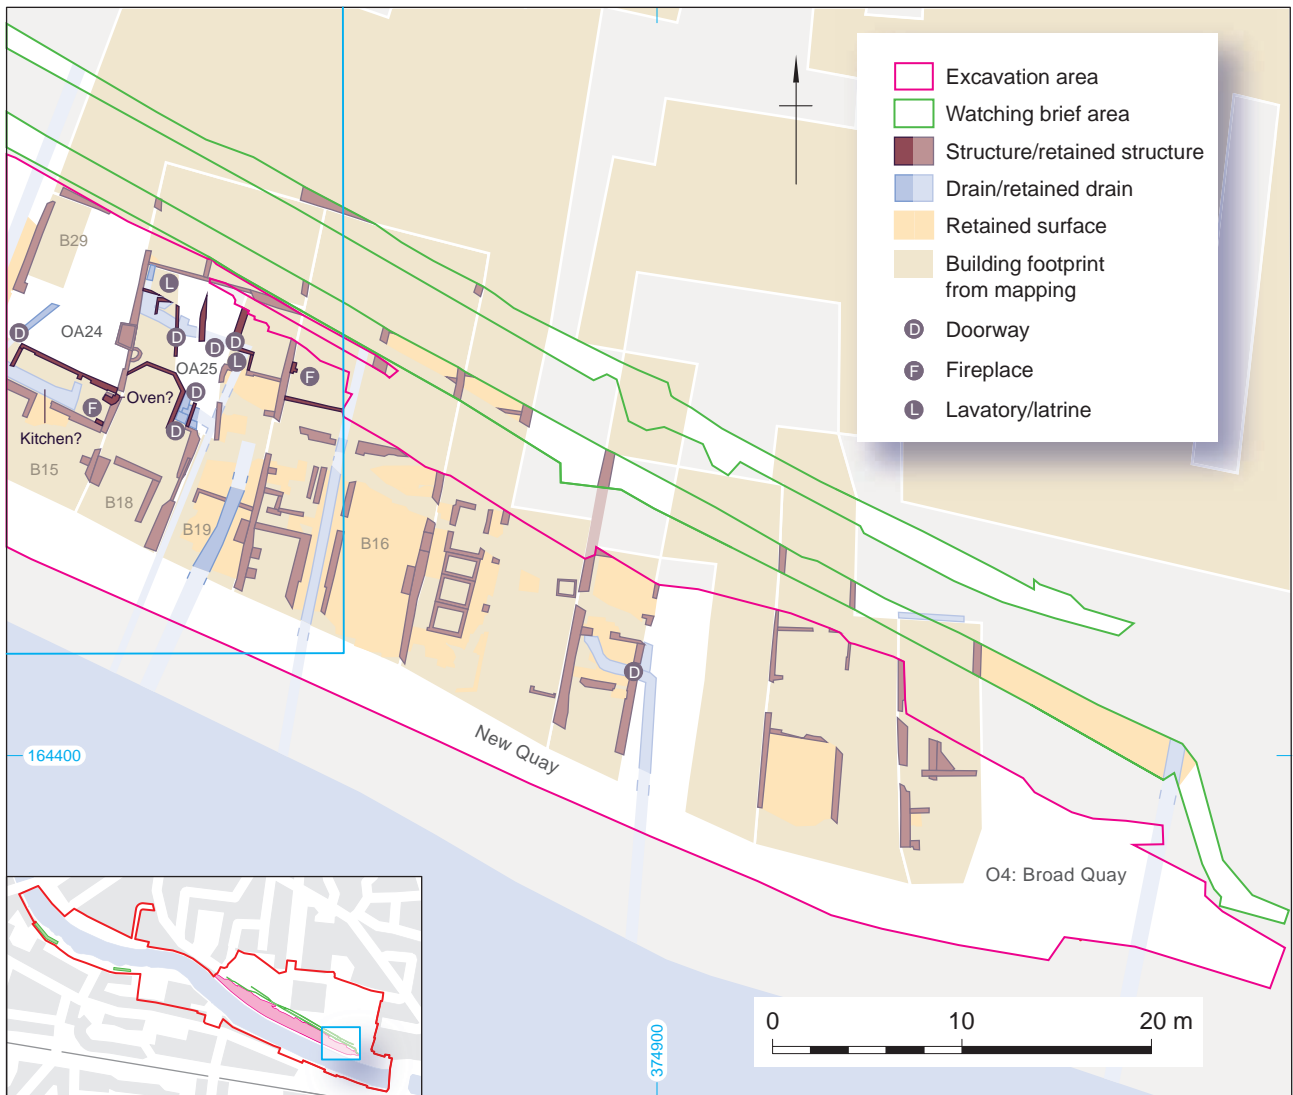 Excavation area
Watching brief area
Structure/retained structure
Drain/retained drain
Retained surface
Building footprint
from mapping
D Doorway
F Fireplace
L Lavatory/latrine
B29
L
D
OA24
D
D
D
L
OA25
F
D
Oven?
F
D
Kitchen?
B15
B18
B19
B16
D
New Quay
164400
O4: Broad Quay
374900
0 10 20 m